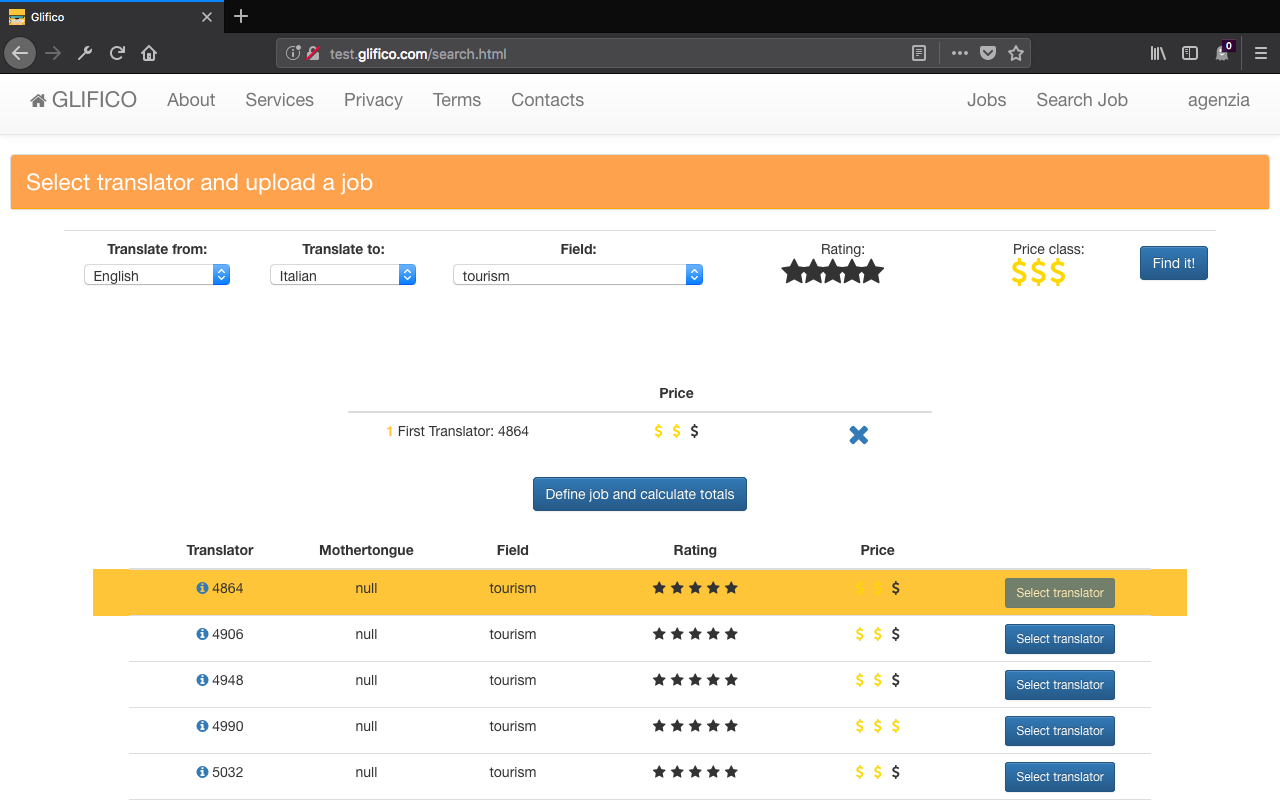 Glifico
0
test.glifico.com/search.html
GLIFICO About Services Privacy Terms Contacts Jobs Search Job agenzia
Select translator and upload a job
Translate from: Translate to: Field: Rating: Price class:
English Italian tourism $$$ Find it!
Price
1 First Translator: 4864 $ $ $
Define job and calculate totals
Translator Mothertongue Field Rating Price
4864 null tourism $ $ $ Select translator
4906 null tourism $ $ $ Select translator
4948 null tourism $ $ $ Select translator
4990 null tourism $ $ $ Select translator
5032 null tourism $ $ $ Select translator